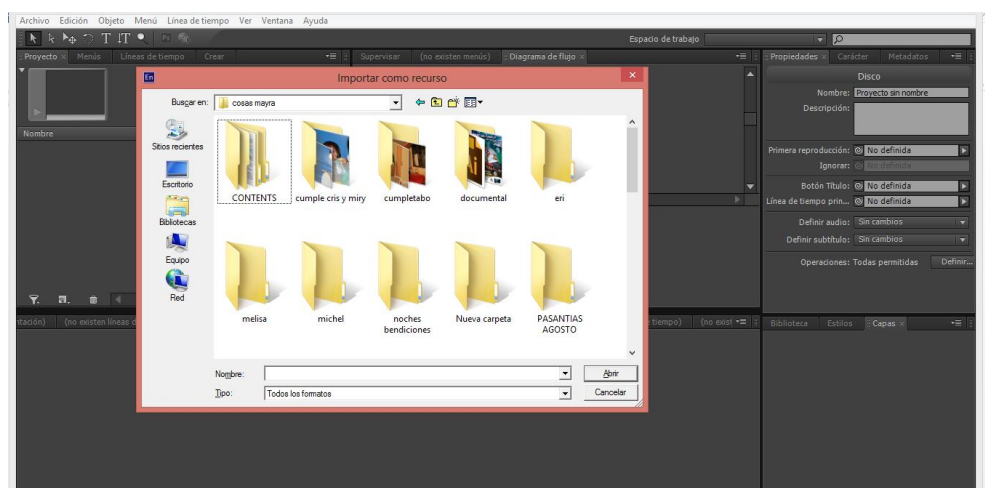 Archivo Edición Objeto Menú Línea de tiempo Ver Ventana Ayuda
T IT Espacio de trabajo
Proyecto × Menús Líneas de tiempo Crear
Supervisar (no existen menús) Diagrama de flujo ×
Propiedades × Carácter Metadatos
Nombre
En Importar como recurso ×
Buscar en: cosas mayra
Sitios recientes
Escritorio
Bibliotecas
Equipo
Red
CONTENTS cumple cris y miry cumpletabo documental eri
melisa michel noches bendiciones Nueva carpeta PASANTIAS AGOSTO
Nombre: Abrir
Tipo: Todos los formatos Cancelar
Disco
Nombre: Proyecto sin nombre
Descripción:
Primera reproducción: No definida
Ignorar: No definida
Botón Título: No definida
Línea de tiempo prin... No definida
Definir audio: Sin cambios
Definir subtítulo: Sin cambios
Operaciones: Todas permitidas Definir...
ntación) (no existen líneas d
e tiempo) (no exist
Biblioteca Estilos Capas ×